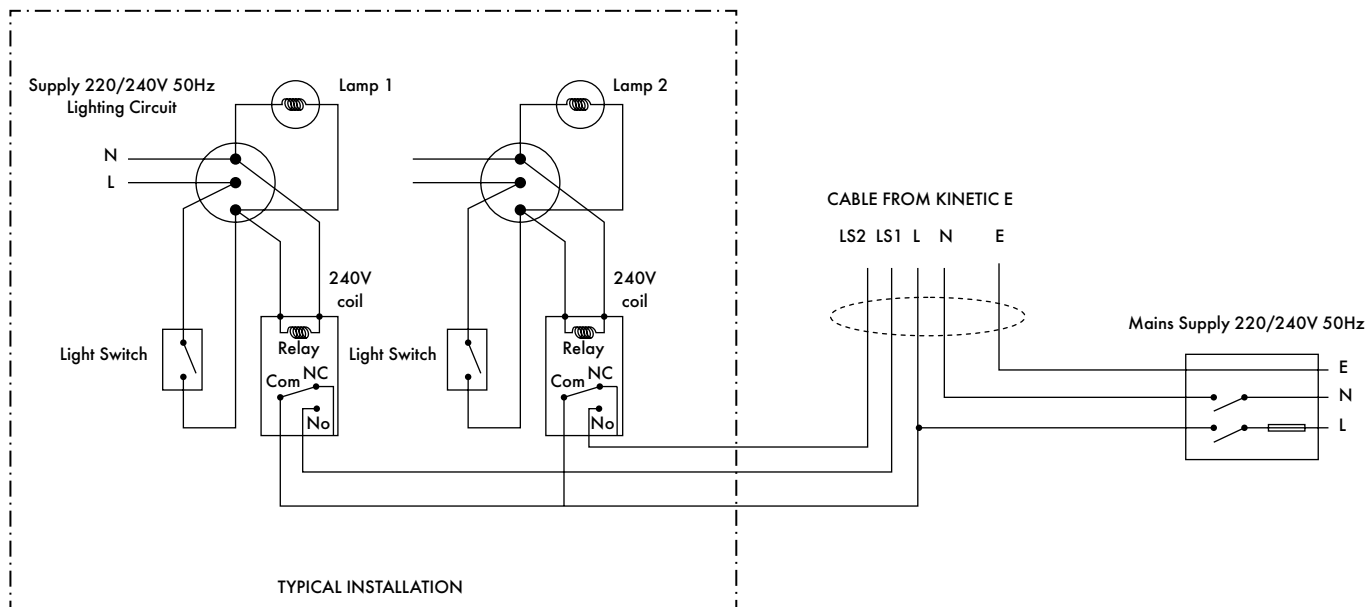 Supply 220/240V 50Hz
Lighting Circuit
Lamp 1
Lamp 2
N
L
CABLE FROM KINETIC E
LS2 LS1 L N E
240V
coil
240V
coil
Mains Supply 220/240V 50Hz
Light Switch
Relay
Light Switch
Relay
E
N
L
Com NC
No
Com NC
No
TYPICAL INSTALLATION